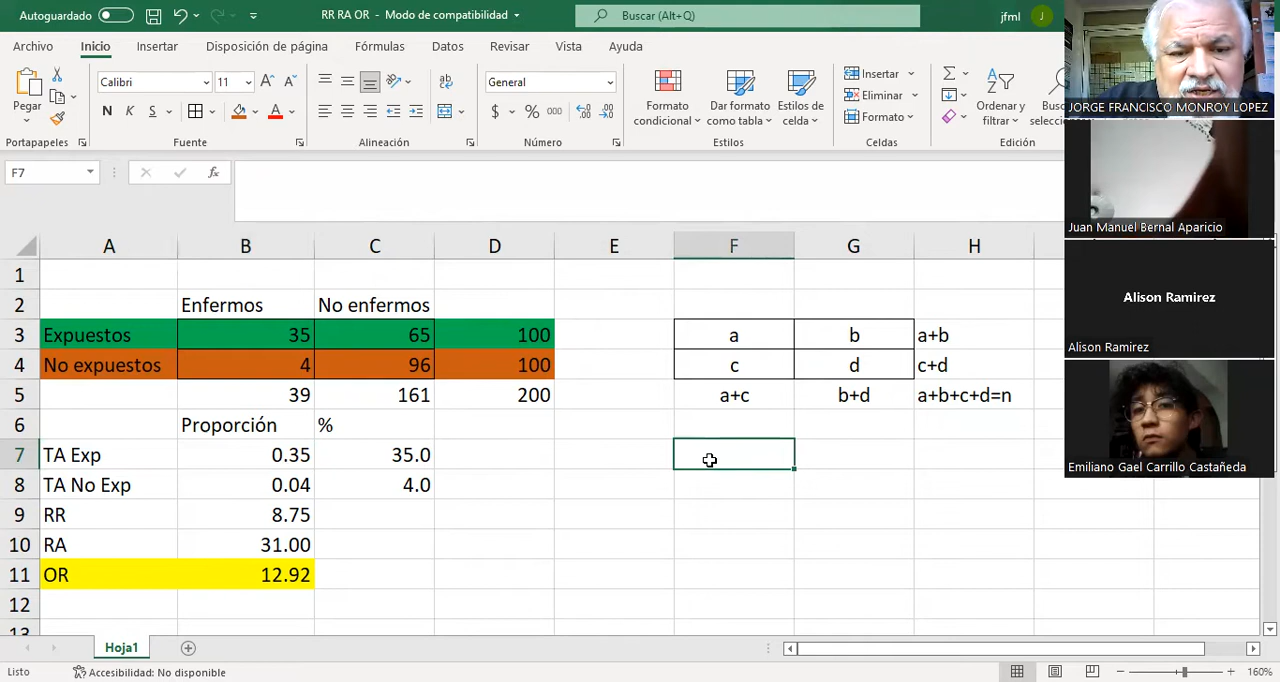 Autoguardado
RR RA OR - Modo de compatibilidad
Buscar (Alt+Q)
jfml
J
Archivo
Inicio
Insertar
Disposición de página
Fórmulas
Datos
Revisar
Vista
Ayuda
Pegar
Calibri
11
N
K
S
A
General
$ % 000
Formato
condicional
Dar formato
como tabla
Estilos de
celda
Insertar
Eliminar
Formato
Ordenar y
filtrar
Portapapeles
Fuente
Alineación
Número
Estilos
Celdas
Edición
JORGE FRANCISCO MONROY LOPEZ
Juan Manuel Bernal Aparicio
Alison Ramirez
Alison Ramirez
Emiliano Gael Carrillo Castañeda
F7
fx
A B C D E F G H
1
2 Enfermos No enfermos
3 Expuestos 35 65 100 a b a+b
4 No expuestos 4 96 100 c d c+d
5 39 161 200 a+c b+d a+b+c+d=n
6 Proporción %
7 TA Exp 0.35 35.0
8 TA No Exp 0.04 4.0
9 RR 8.75
10 RA 31.00
11 OR 12.92
12
13
Hoja1
Listo
Accesibilidad: No disponible
160%